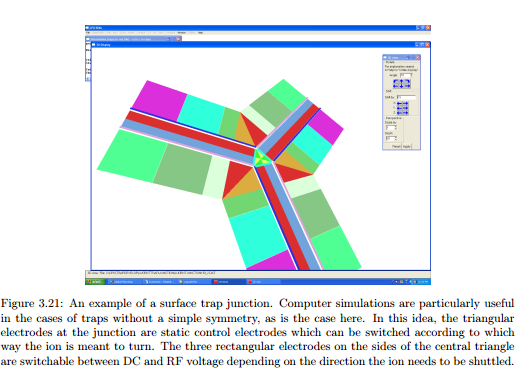 3D Display
Figure 3.21: An example of a surface trap junction. Computer simulations are particularly useful
in the cases of traps without a simple symmetry, as is the case here. In this idea, the triangular
electrodes at the junction are static control electrodes which can be switched according to which
way the ion is meant to turn. The three rectangular electrodes on the sides of the central triangle
are switchable between DC and RF voltage depending on the direction the ion needs to be shuttled.